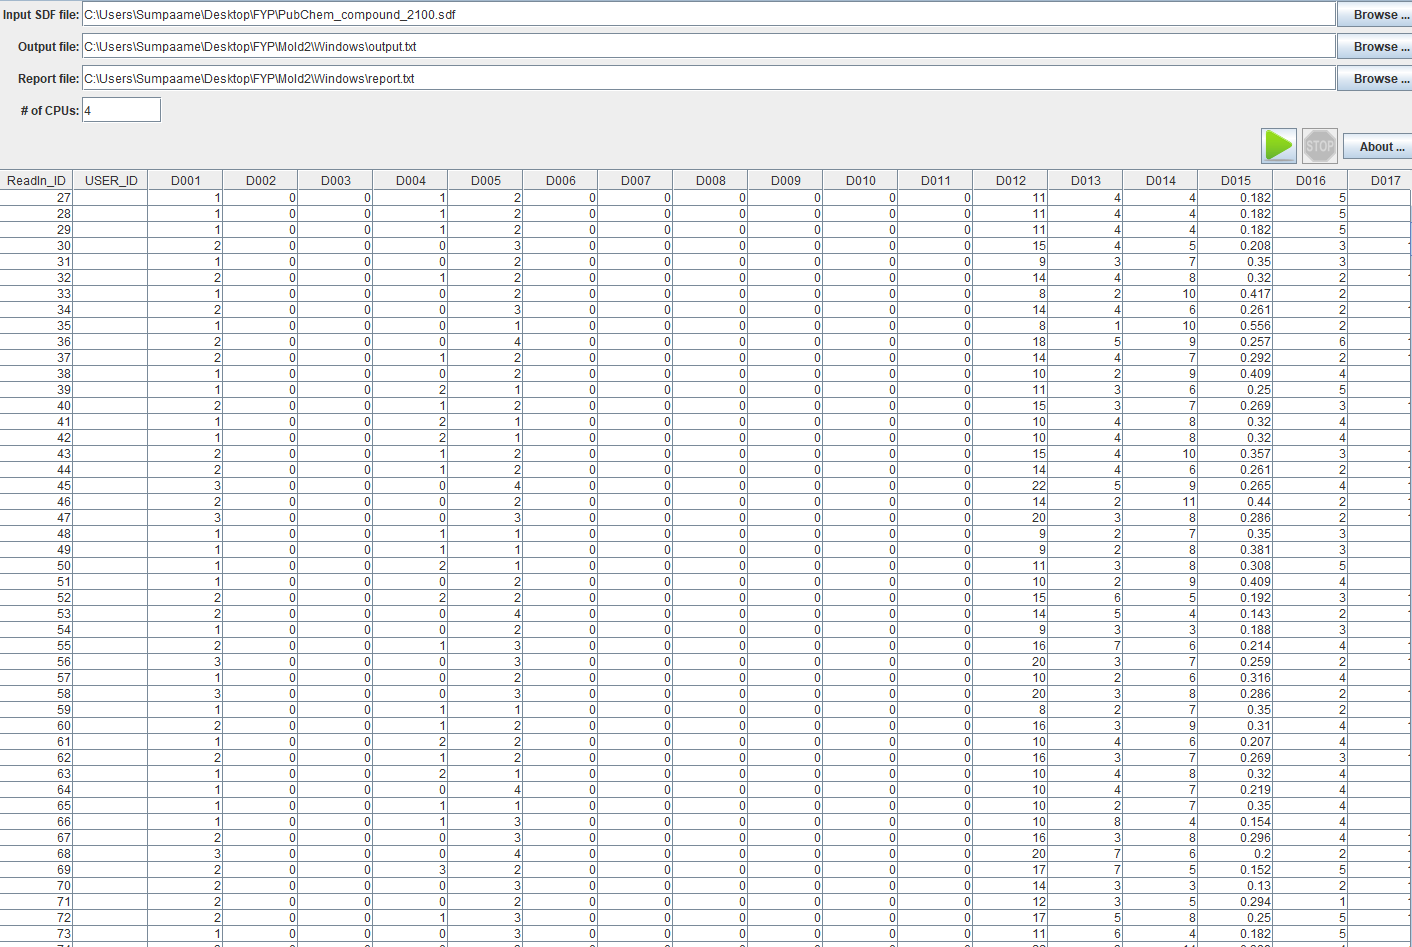 Input SDF file: C:\Users\Sumpaame\Desktop\FYP\PubChem_compound_2100.sdf Browse ...
Output file: C:\Users\Sumpaame\Desktop\FYP\Mold2\Windows\output.txt Browse ...
Report file: C:\Users\Sumpaame\Desktop\FYP\Mold2\Windows\report.txt Browse ...
# of CPUs: 4
STOP About ...
ReadIn_ID USER_ID D001 D002 D003 D004 D005 D006 D007 D008 D009 D010 D011 D012 D013 D014 D015 D016 D017
27 1 0 0 1 2 0 0 0 0 0 0 11 4 4 0.182 5
28 1 0 0 1 2 0 0 0 0 0 0 11 4 4 0.182 5
29 1 0 0 1 2 0 0 0 0 0 0 11 4 4 0.182 5
30 2 0 0 0 3 0 0 0 0 0 0 15 4 5 0.208 3
31 1 0 0 0 2 0 0 0 0 0 0 9 3 7 0.35 3
32 2 0 0 1 2 0 0 0 0 0 0 14 4 8 0.32 2
33 1 0 0 0 2 0 0 0 0 0 0 8 2 10 0.417 2
34 2 0 0 0 3 0 0 0 0 0 0 14 4 6 0.261 2
35 1 0 0 0 1 0 0 0 0 0 0 8 1 10 0.556 2
36 2 0 0 0 4 0 0 0 0 0 0 18 5 9 0.257 6
37 2 0 0 1 2 0 0 0 0 0 0 14 4 7 0.292 2
38 1 0 0 0 2 0 0 0 0 0 0 10 2 9 0.409 4
39 1 0 0 2 1 0 0 0 0 0 0 11 3 6 0.25 5
40 2 0 0 1 2 0 0 0 0 0 0 15 3 7 0.269 3
41 1 0 0 2 1 0 0 0 0 0 0 10 4 8 0.32 4
42 1 0 0 2 1 0 0 0 0 0 0 10 4 8 0.32 4
43 2 0 0 1 2 0 0 0 0 0 0 15 4 10 0.357 3
44 2 0 0 1 2 0 0 0 0 0 0 14 4 6 0.261 2
45 3 0 0 0 4 0 0 0 0 0 0 22 5 9 0.265 4
46 2 0 0 0 2 0 0 0 0 0 0 14 2 11 0.44 2
47 3 0 0 0 3 0 0 0 0 0 0 20 3 8 0.286 2
48 1 0 0 1 1 0 0 0 0 0 0 9 2 7 0.35 3
49 1 0 0 1 1 0 0 0 0 0 0 9 2 8 0.381 3
50 1 0 0 2 1 0 0 0 0 0 0 11 3 8 0.308 5
51 1 0 0 0 2 0 0 0 0 0 0 10 2 9 0.409 4
52 2 0 0 2 2 0 0 0 0 0 0 15 6 5 0.192 3
53 2 0 0 0 4 0 0 0 0 0 0 14 5 4 0.143 2
54 1 0 0 0 2 0 0 0 0 0 0 9 3 3 0.188 3
55 2 0 0 1 3 0 0 0 0 0 0 16 7 6 0.214 4
56 3 0 0 0 3 0 0 0 0 0 0 20 3 7 0.259 2
57 1 0 0 0 2 0 0 0 0 0 0 10 2 6 0.316 4
58 3 0 0 0 3 0 0 0 0 0 0 20 3 8 0.286 2
59 1 0 0 1 1 0 0 0 0 0 0 8 2 7 0.35 2
60 2 0 0 1 2 0 0 0 0 0 0 16 3 9 0.31 4
61 1 0 0 2 2 0 0 0 0 0 0 10 4 6 0.207 4
62 2 0 0 1 2 0 0 0 0 0 0 16 3 7 0.269 3
63 1 0 0 2 1 0 0 0 0 0 0 10 4 8 0.32 4
64 1 0 0 0 4 0 0 0 0 0 0 10 4 7 0.219 4
65 1 0 0 1 1 0 0 0 0 0 0 10 2 7 0.35 4
66 1 0 0 1 3 0 0 0 0 0 0 10 8 4 0.154 4
67 2 0 0 0 3 0 0 0 0 0 0 16 3 8 0.296 4
68 3 0 0 0 4 0 0 0 0 0 0 20 7 6 0.2 2
69 2 0 0 3 2 0 0 0 0 0 0 17 7 5 0.152 5
70 2 0 0 0 3 0 0 0 0 0 0 14 3 3 0.13 2
71 2 0 0 0 2 0 0 0 0 0 0 12 3 5 0.294 1
72 2 0 0 1 3 0 0 0 0 0 0 17 5 8 0.25 5
73 1 0 0 0 3 0 0 0 0 0 0 11 6 4 0.182 5